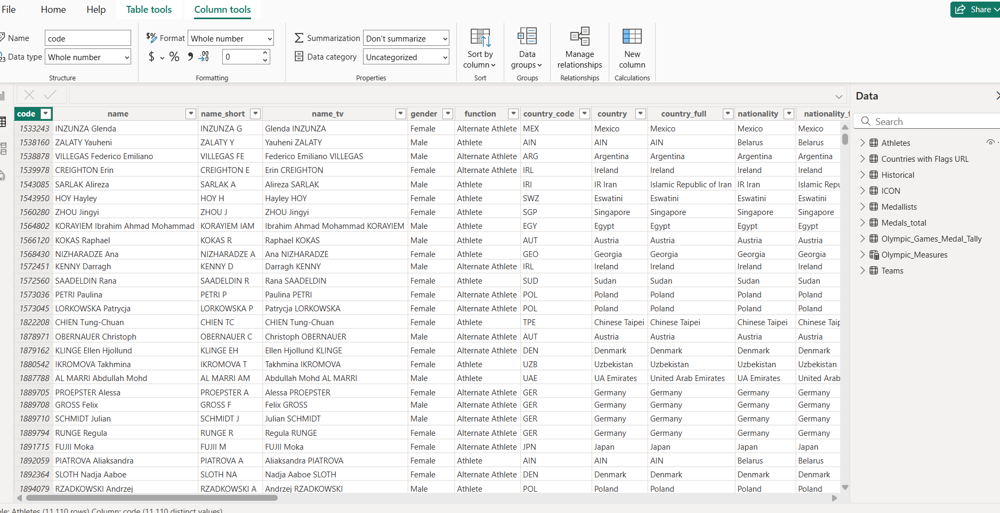 File Home Help Table tools Column tools Share
Name code Format Whole number Summarization Don't summarize Sort by column Data groups Manage relationships New column
Data type Whole number $ % 0 Data category Uncategorized
Structure Formatting Properties Sort Groups Relationships Calculations
code name name_short name_tv gender function country_code country country_full nationality nationality_f
1533243 INZUNZA Glenda INZUNZA G Glenda INZUNZA Female Alternate Athlete MEX Mexico Mexico Mexico Mexico
1538160 ZALATY Yauheni ZALATY Y Yauheni ZALATY Male Athlete AIN AIN AIN Belarus Belarus
1538878 VILLEGAS Federico Emiliano VILLEGAS FE Federico Emiliano VILLEGAS Male Alternate Athlete ARG Argentina Argentina Argentina Argentina
1539978 CREIGHTON Erin CREIGHTON E Erin CREIGHTON Female Alternate Athlete IRL Ireland Ireland Ireland Ireland
1543085 SARLAK Alireza SARLAK A Alireza SARLAK Male Athlete IRI IR Iran Islamic Republic of Iran IR Iran Islamic Repu
1543950 HOY Hayley HOY H Hayley HOY Female Athlete SWZ Eswatini Eswatini Eswatini Eswatini
1560280 ZHOU Jingyi ZHOU J ZHOU Jingyi Female Athlete SGP Singapore Singapore Singapore Singapore
1564802 KORAYIEM Ibrahim Ahmad Mohammad KORAYIEM IAM Ibrahim Ahmad Mohammad KORAYIEM Male Athlete EGY Egypt Egypt Egypt Egypt
1566120 KOKAS Raphael KOKAS R Raphael KOKAS Male Athlete AUT Austria Austria Austria Austria
1568430 NIZHARADZE Ana NIZHARADZE A Ana NIZHARADZE Female Athlete GEO Georgia Georgia Georgia Georgia
1572451 KENNY Darragh KENNY D Darragh KENNY Male Alternate Athlete IRL Ireland Ireland Ireland Ireland
1572560 SAADELDIN Rana SAADELDIN R Rana SAADELDIN Female Athlete SUD Sudan Sudan Sudan Sudan
1573036 PETRI Paulina PETRI P Paulina PETRI Female Alternate Athlete POL Poland Poland Poland Poland
1573045 LORKOWSKA Patrycja LORKOWSKA P Patrycja LORKOWSKA Female Alternate Athlete POL Poland Poland Poland Poland
1822208 CHIEN Tung-Chuan CHIEN TC CHIEN Tung-Chuan Female Athlete TPE Chinese Taipei Chinese Taipei Chinese Taipei Chinese Taip
1878971 OBERNAUER Christoph OBERNAUER C Christoph OBERNAUER Male Alternate Athlete AUT Austria Austria Austria Austria
1879162 KLINGE Ellen Hjollund KLINGE EH Ellen Hjollund KLINGE Female Alternate Athlete DEN Denmark Denmark Denmark Denmark
1880542 IKROMOVA Takhmina IKROMOVA T Takhmina IKROMOVA Female Athlete UZB Uzbekistan Uzbekistan Uzbekistan Uzbekistan
1887788 AL MARRI Abdullah Mohd AL MARRI AM Abdullah Mohd AL MARRI Male Athlete UAE UA Emirates United Arab Emirates UA Emirates United Arab
1889705 PROEPSTER Alessa PROEPSTER A Alessa PROEPSTER Female Alternate Athlete GER Germany Germany Germany Germany
1889708 GROSS Felix GROSS F Felix GROSS Male Alternate Athlete GER Germany Germany Germany Germany
1889710 SCHMIDT Julian SCHMIDT J Julian SCHMIDT Male Alternate Athlete GER Germany Germany Germany Germany
1889794 RUNGE Regula RUNGE R Regula RUNGE Female Alternate Athlete GER Germany Germany Germany Germany
1891715 FUJII Moka FUJII M FUJII Moka Female Alternate Athlete JPN Japan Japan Japan Japan
1892059 PIATROVA Aliaksandra PIATROVA A Aliaksandra PIATROVA Female Athlete AIN AIN AIN Belarus Belarus
1892364 SLOTH Nadja Aaboe SLOTH NA Nadja Aaboe SLOTH Female Alternate Athlete DEN Denmark Denmark Denmark Denmark
1894079 RZADKOWSKI Andrzej RZADKOWSKI A Andrzej RZADKOWSKI Male Athlete POL Poland Poland Poland Poland
Data
Search
Athletes
Countries with Flags URL
Historical
ICON
Medallists
Medals_total
Olympic_Games_Medal_Tally
Olympic_Measures
Teams
le: Athletes (11,110 rows) Column: code (11,110 distinct values)